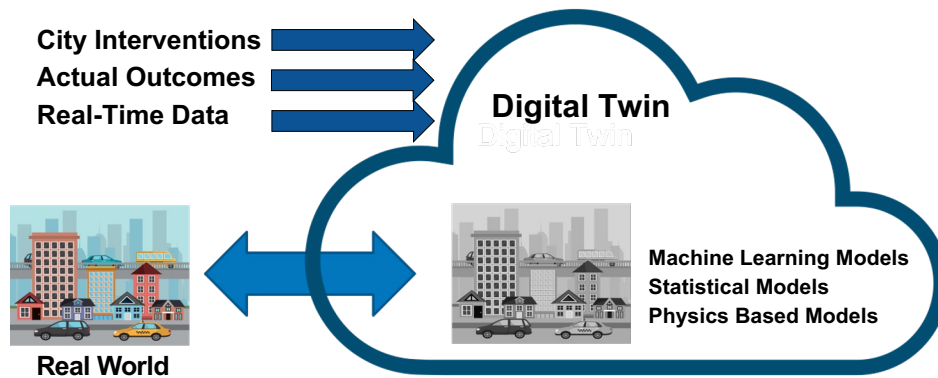 City Interventions
Actual Outcomes
Real-Time Data
Digital Twin
Digital Twin
Machine Learning Models
Statistical Models
Physics Based Models
Real World